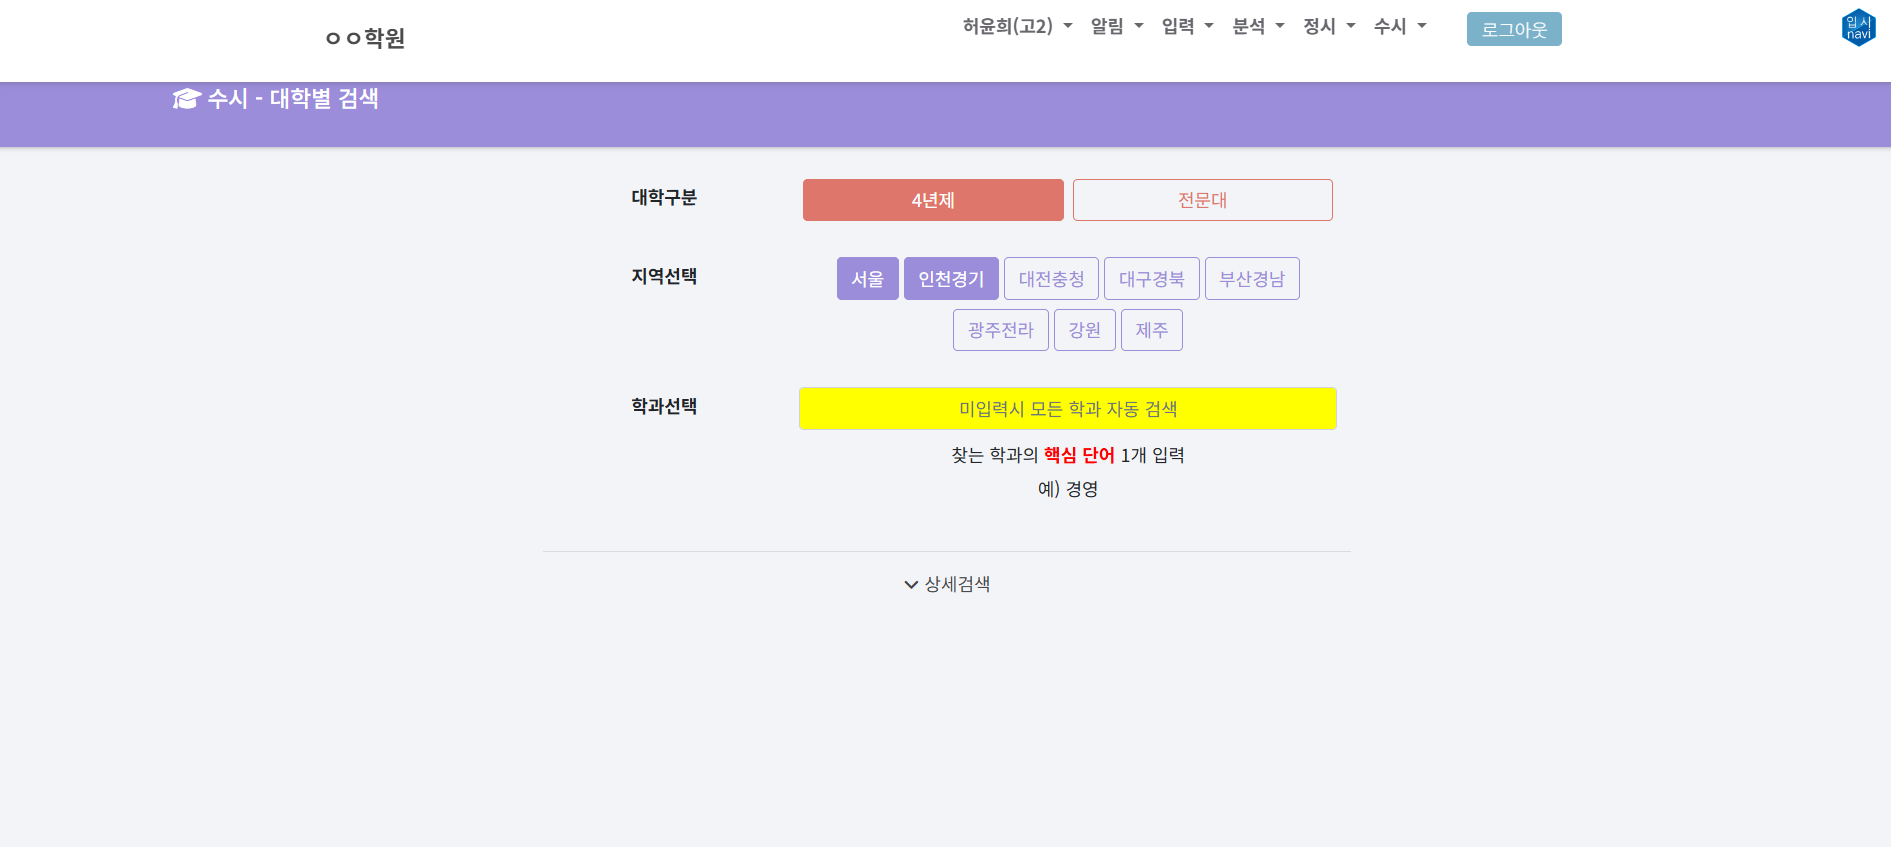 ㅇㅇ학원
허윤희(고2) 알림 입력 분석 정시 수시 로그아웃
입.시
navi
수시 - 대학별 검색
대학구분 4년제 전문대
지역선택 서울 인천경기 대전충청 대구경북 부산경남
광주전라 강원 제주
학과선택 미입력시 모든 학과 자동 검색
찾는 학과의 핵심 단어 1개 입력
예) 경영
상세검색